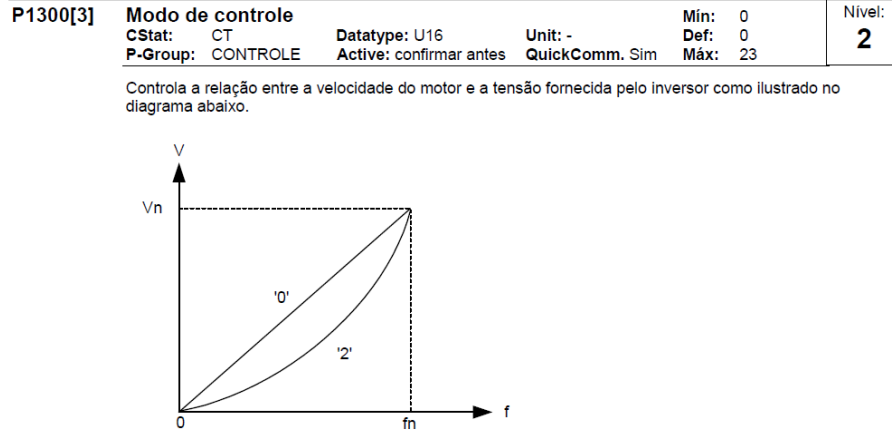 P1300[3] Modo de controle Mín: 0 Nível:
CStat: CT Datatype: U16 Unit: - Def: 0 2
P-Group: CONTROLE Active: confirmar antes QuickComm. Sim Máx: 23
Controla a relação entre a velocidade do motor e a tensão fornecida pelo inversor como ilustrado no
diagrama abaixo.
V
Vn
'0'
'2'
0 fn f